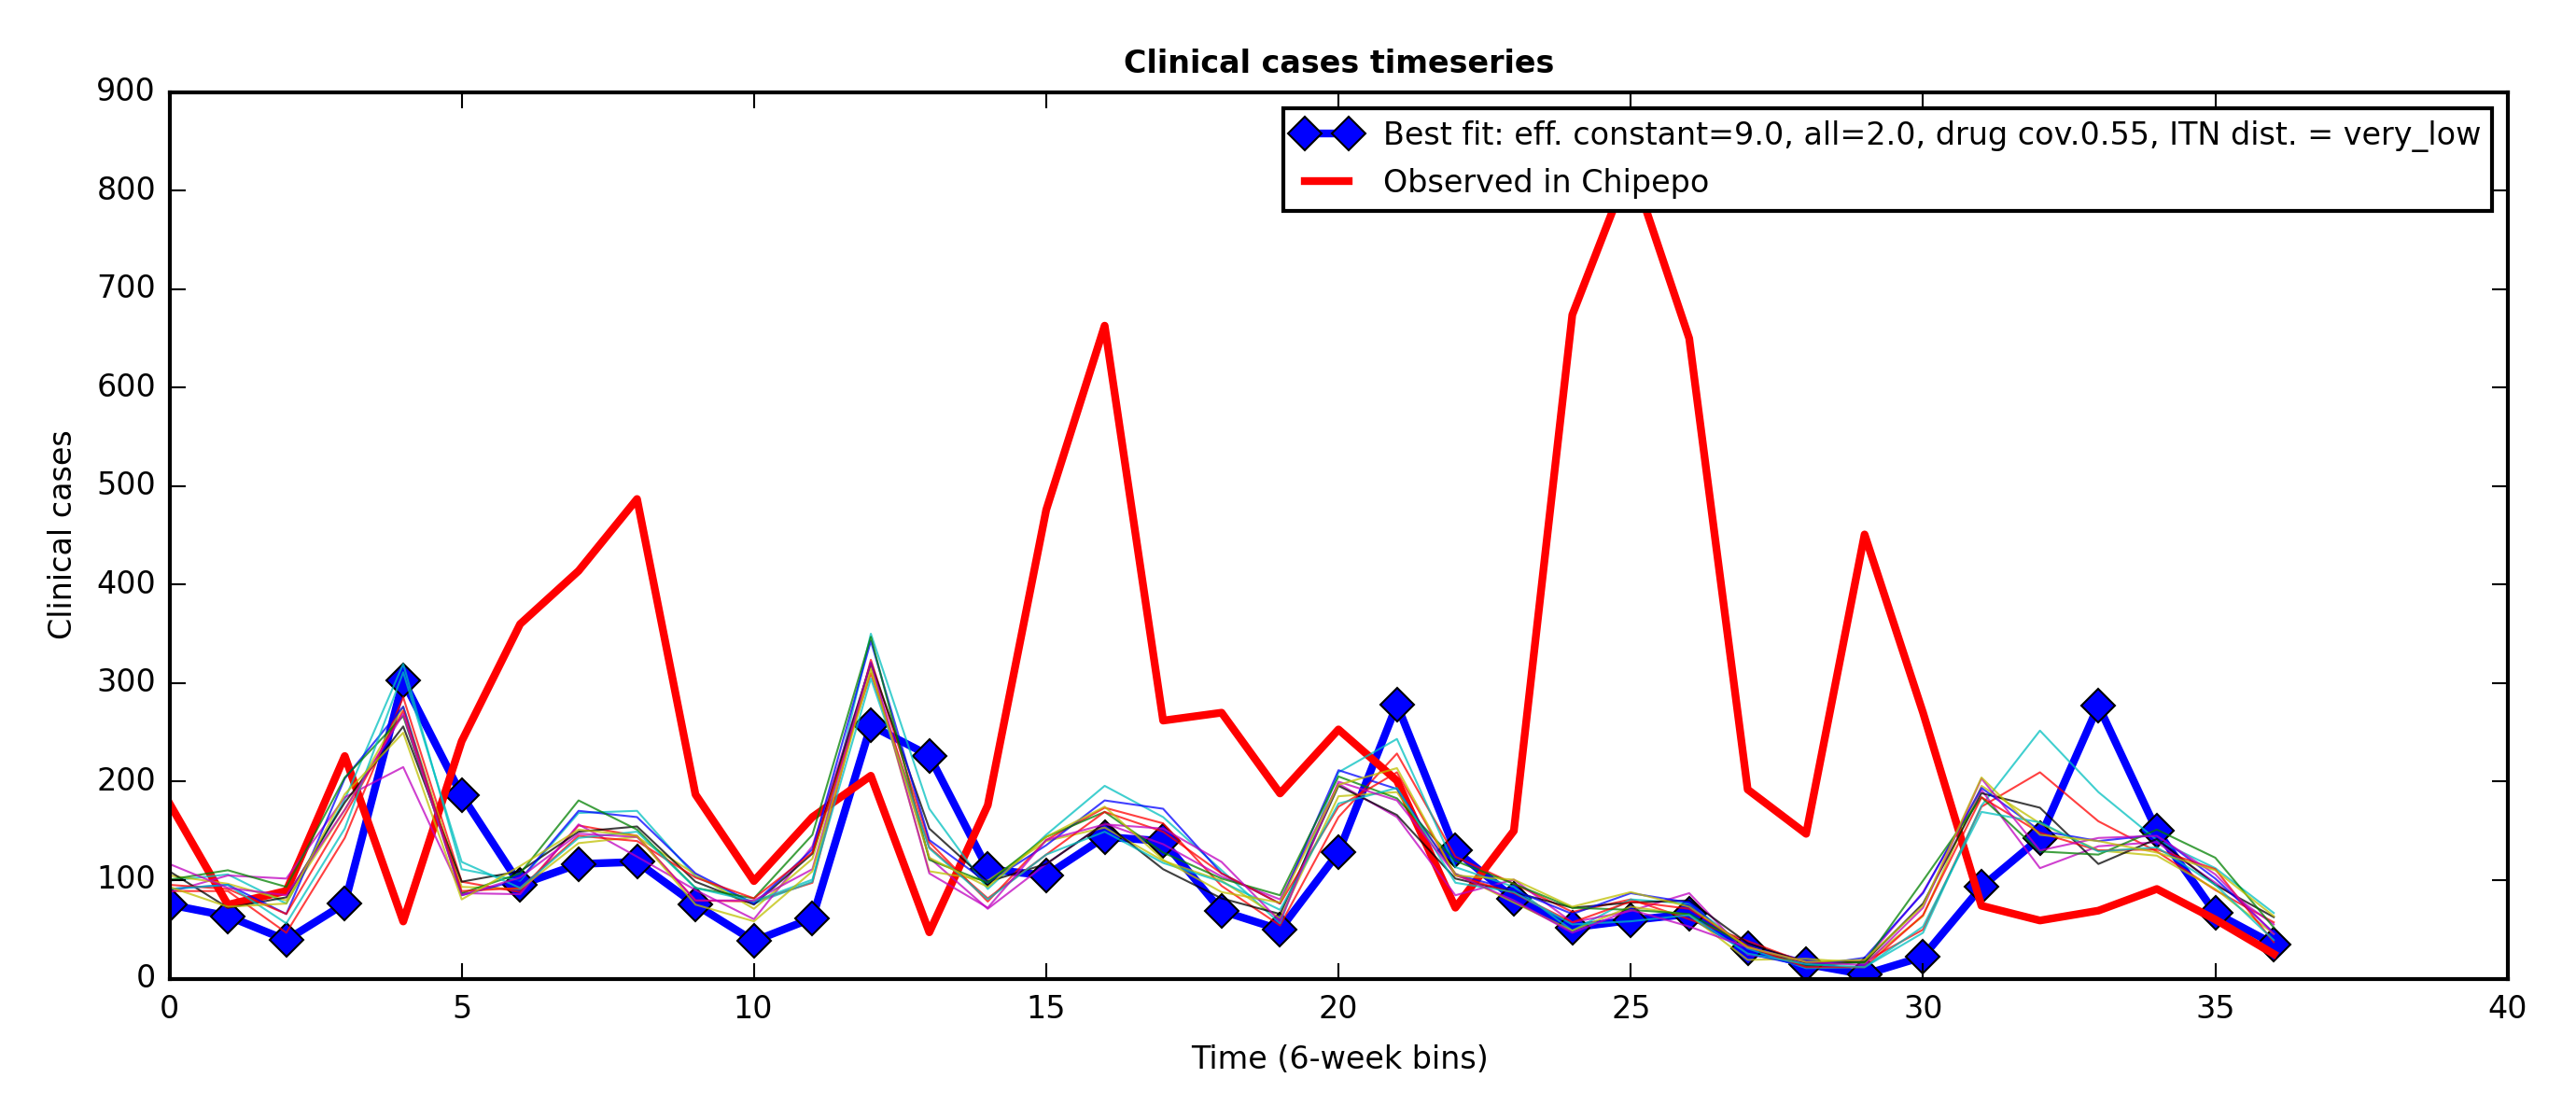 Clinical cases timeseries
900
800
700
600
500
400
300
200
100
0
Clinical cases
Best fit: eff. constant=9.0, all=2.0, drug cov.0.55, ITN dist. = very_low
Observed in Chipepo
0 5 10 15 20 25 30 35 40
Time (6-week bins)